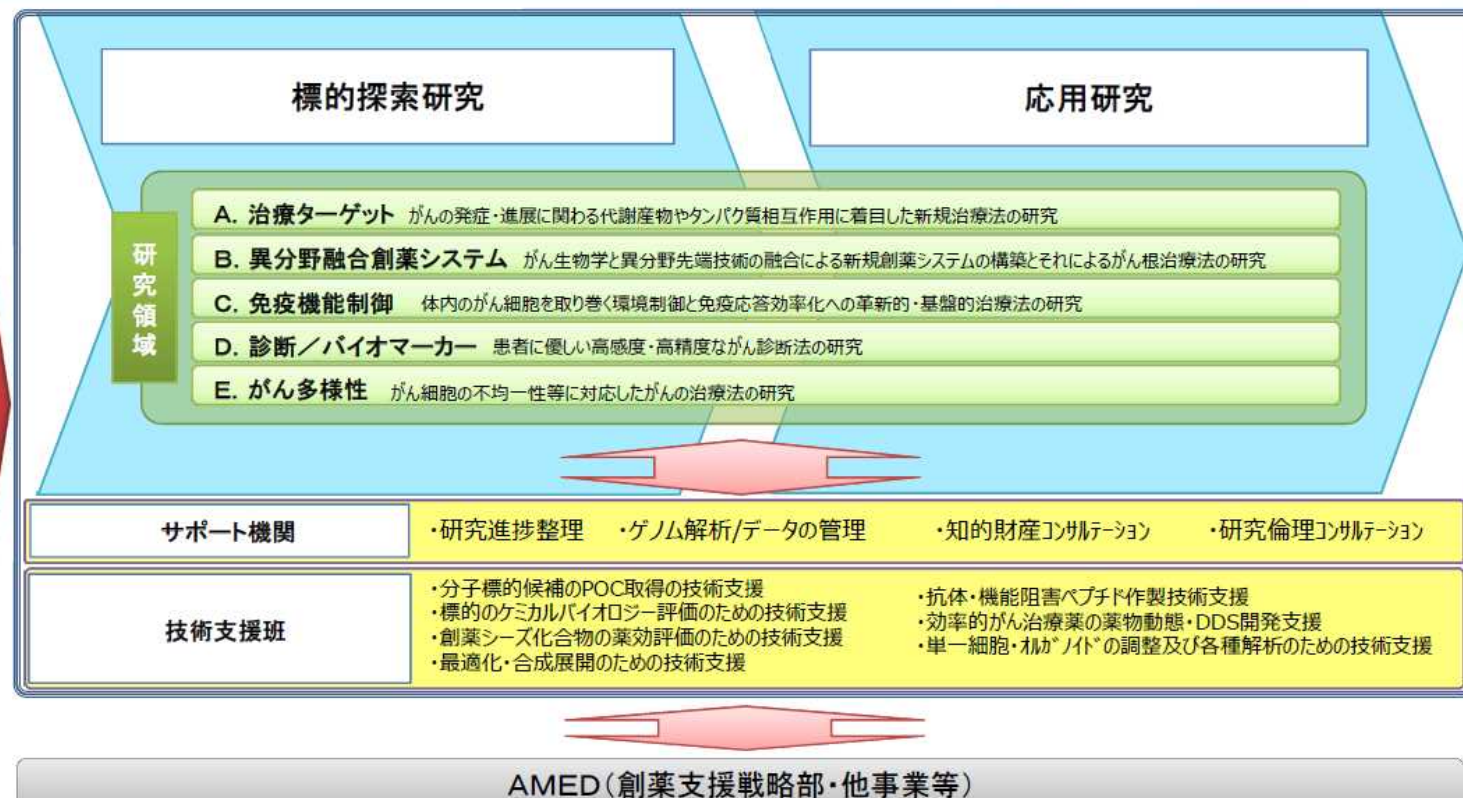 標的探索研究
応用研究
研究領域
A. 治療ターゲット がんの発症・進展に関わる代謝産物やタンパク質相互作用に着目した新規治療法の研究
B. 異分野融合創薬システム がん生物学と異分野先端技術の融合による新規創薬システムの構築とそれによるがん根治療法の研究
C. 免疫機能制御 体内のがん細胞を取り巻く環境制御と免疫応答効率化への革新的・基盤的治療法の研究
D. 診断／バイオマーカー 患者に優しい高感度・高精度ながん診断法の研究
E. がん多様性 がん細胞の不均一性等に対応したがんの治療法の研究
サポート機関
・研究進捗整理 ・ゲノム解析/データの管理 ・知的財産ｺﾝｻﾙﾃｰｼｮﾝ ・研究倫理ｺﾝｻﾙﾃｰｼｮﾝ
技術支援班
・分子標的候補のPOC取得の技術支援
・標的のケミカルバイオロジー評価のための技術支援
・創薬シーズ化合物の薬効評価のための技術支援
・最適化・合成展開のための技術支援
・抗体・機能阻害ペプチド作製技術支援
・効率的がん治療薬の薬物動態・DDS開発支援
・単一細胞・ｵﾙｶﾞﾉｲﾄﾞの調整及び各種解析のための技術支援
AMED（創薬支援戦略部・他事業等）